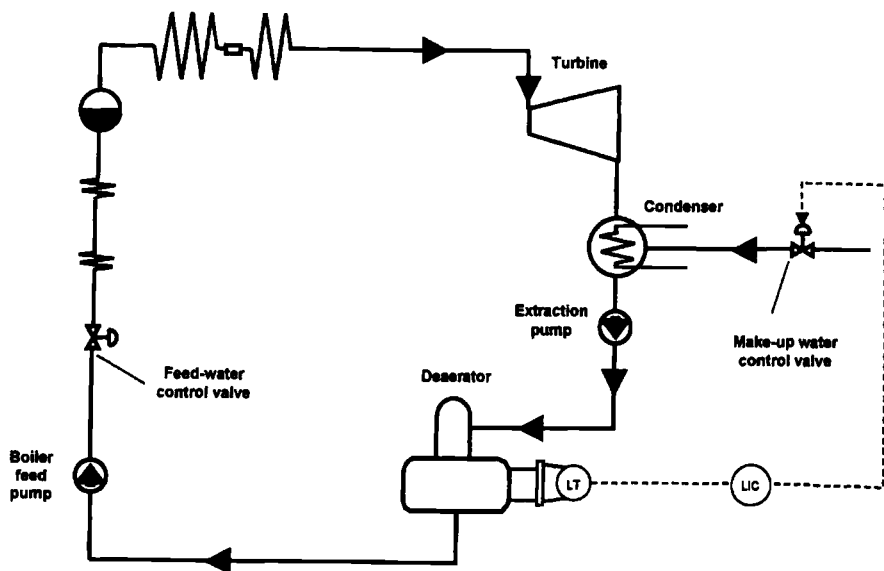 Turbine
Condenser
Extraction
pump
Make-up water
control valve
Feed-water
control valve
Deaerator
Boiler
feed
pump
LT
LIC